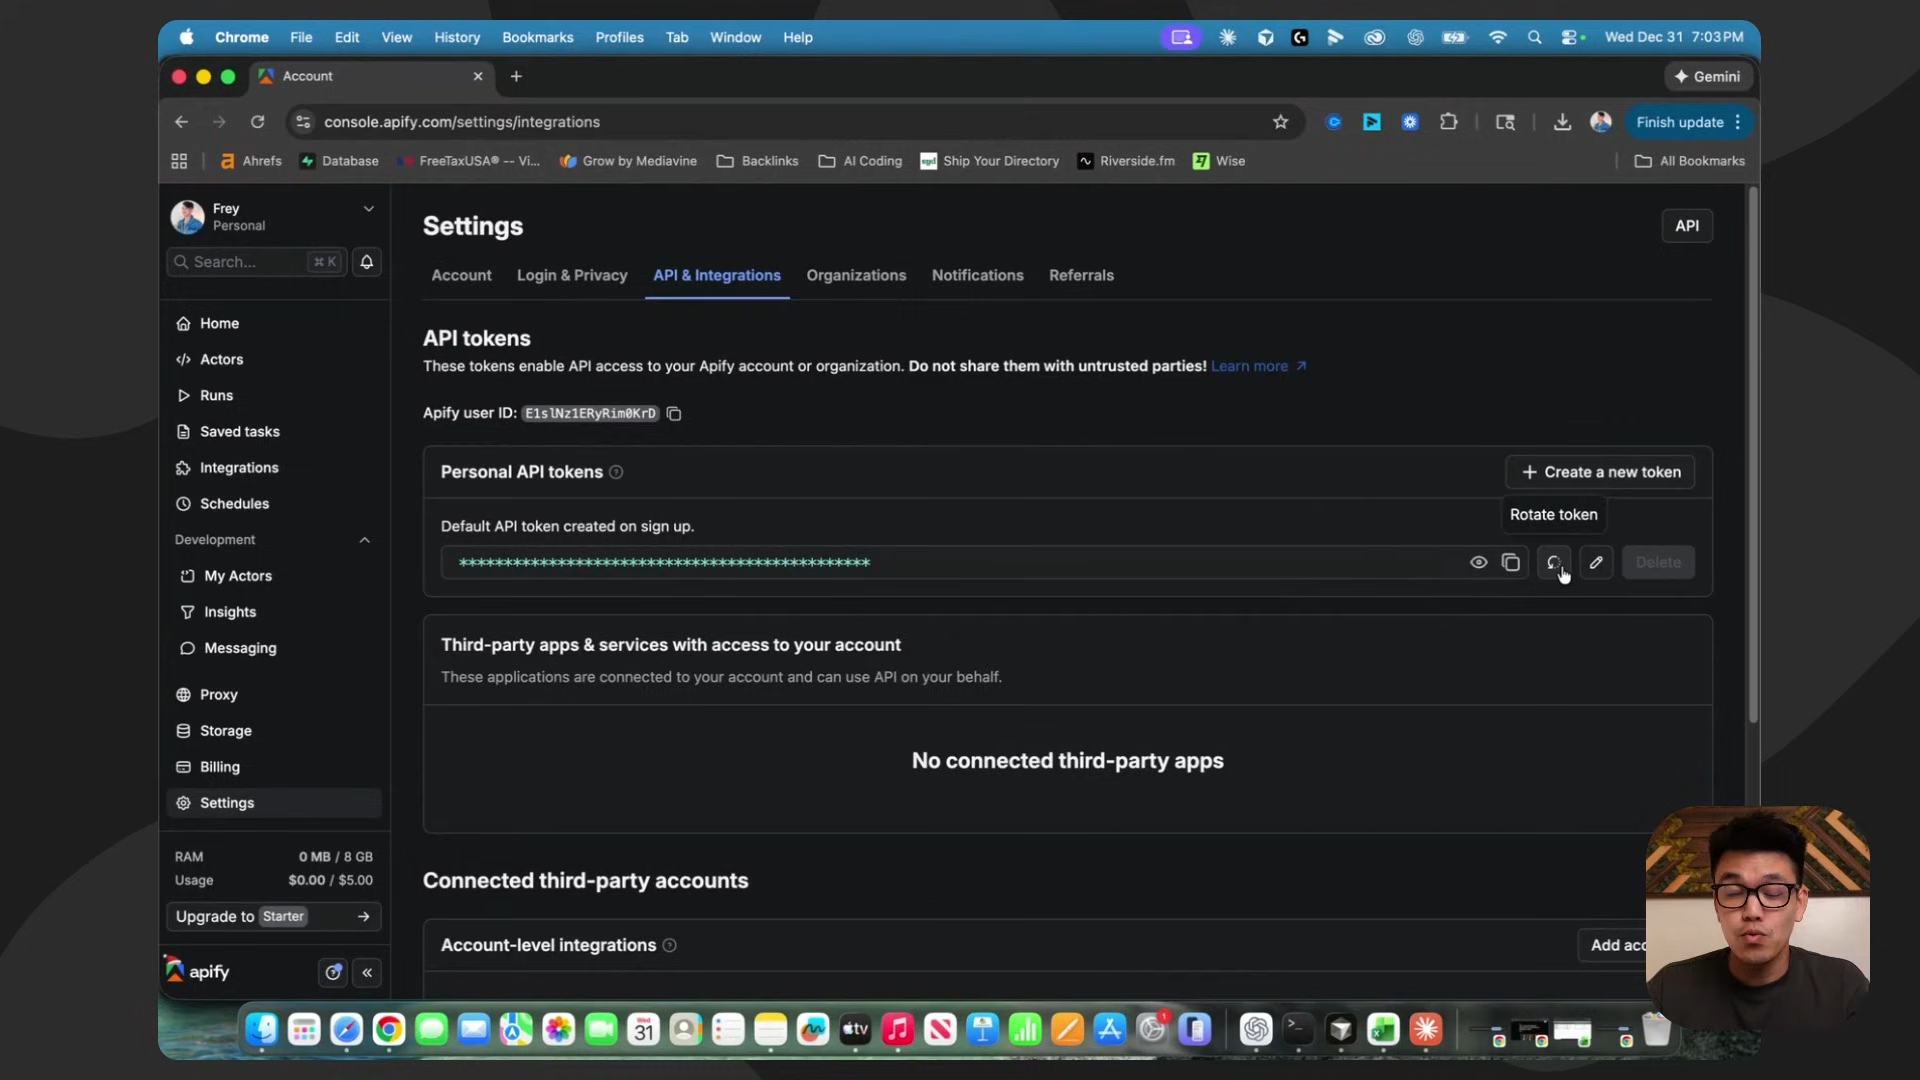 Chrome File Edit View History Bookmarks Profiles Tab Window Help Wed Dec 31 7:03 PM
Account Gemini
console.apify.com/settings/integrations Finish update
Ahrefs Database FreeTaxUSA® -- Vi... Grow by Mediavine Backlinks AI Coding Ship Your Directory Riverside.fm Wise All Bookmarks
Frey
Personal
Search... ⌘ K
Home
Actors
Runs
Saved tasks
Integrations
Schedules
Development
My Actors
Insights
Messaging
Proxy
Storage
Billing
Settings
RAM 0 MB / 8 GB
Usage $0.00 / $5.00
Upgrade to Starter
apify
Settings API
Account Login & Privacy API & Integrations Organizations Notifications Referrals
API tokens
These tokens enable API access to your Apify account or organization. Do not share them with untrusted parties! Learn more
Apify user ID: E1slNz1ERyRim0KrD
Personal API tokens Create a new token
Rotate token
Default API token created on sign up.
**********************************************
Delete
Third-party apps & services with access to your account
These applications are connected to your account and can use API on your behalf.
No connected third-party apps
Connected third-party accounts
Account-level integrations Add acc
31
tv
1